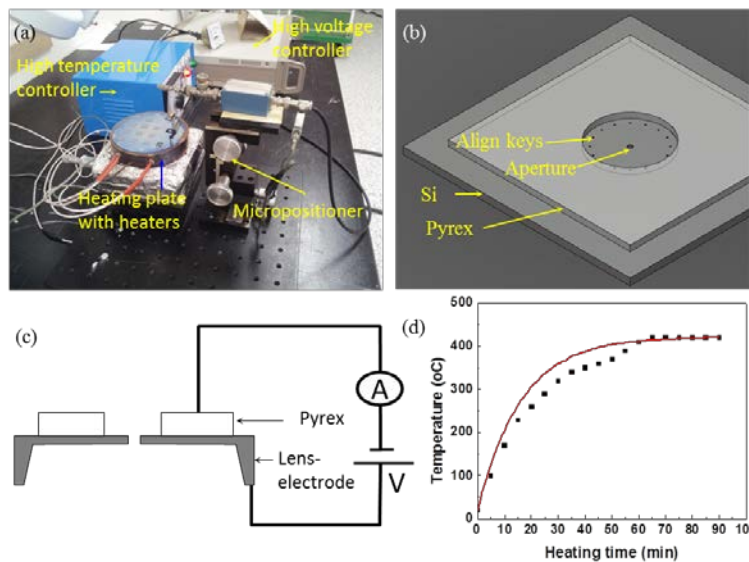 (a)
High voltage
controller
High temperature
controller
Heating plate
with heaters
Micropositioner
(b)
Align keys
Aperture
Si
Pyrex
(c)
A
Pyrex
Lens-
electrode
V
(d)
500
400
300
200
100
0
0 10 20 30 40 50 60 70 80 90 100
Temperature (oC)
Heating time (min)